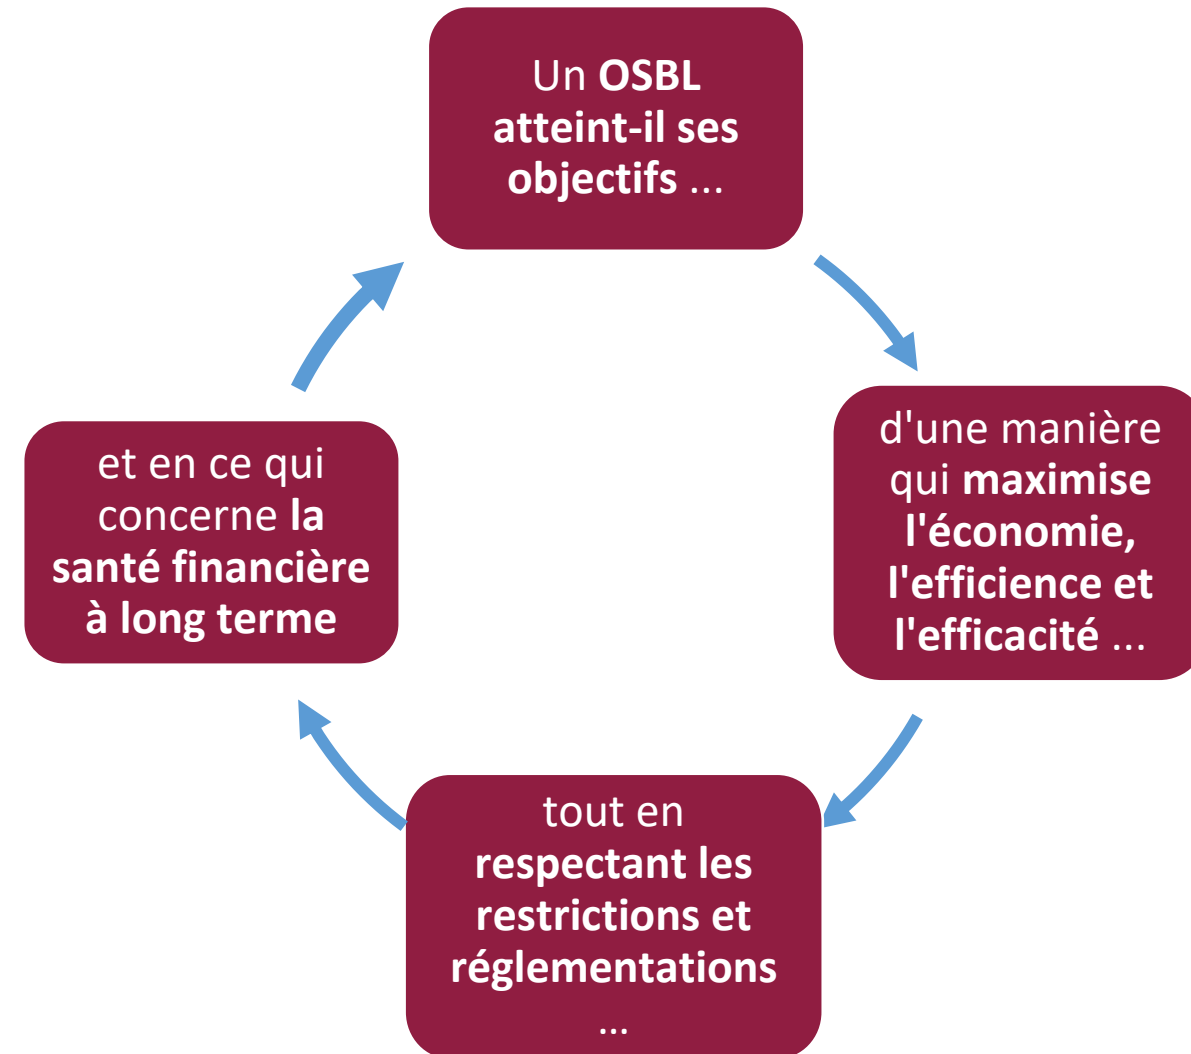 Un OSBL
atteint-il ses
objectifs ...
d'une manière
qui maximise
l'économie,
l'efficience et
l'efficacité ...
tout en
respectant les
restrictions et
réglementations
...
et en ce qui
concerne la
santé financière
à long terme